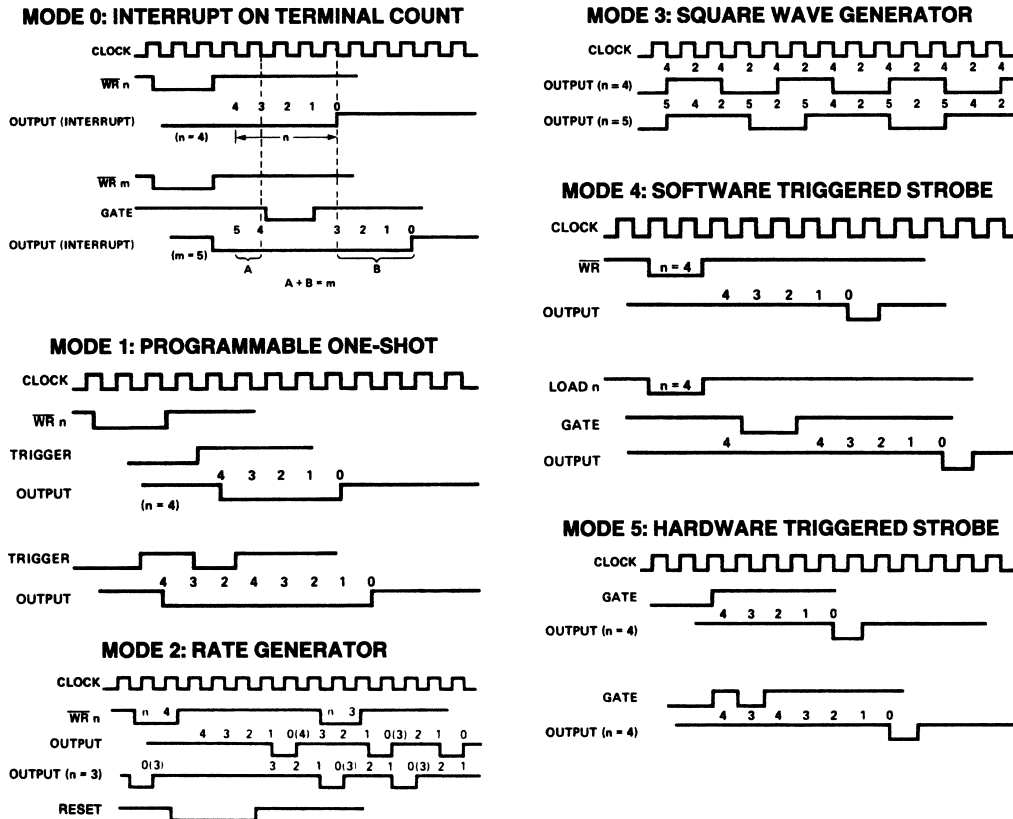 MODE 0: INTERRUPT ON TERMINAL COUNT
CLOCK
WR n
4 3 2 1 0
OUTPUT (INTERRUPT)
(n = 4) n
WR m
GATE
5 4 3 2 1 0
OUTPUT (INTERRUPT)
(m = 5) A B
A + B = m
MODE 1: PROGRAMMABLE ONE-SHOT
CLOCK
WR n
TRIGGER
4 3 2 1 0
OUTPUT
(n = 4)
TRIGGER
4 3 2 4 3 2 1 0
OUTPUT
MODE 2: RATE GENERATOR
CLOCK
WR n n 4 n 3
4 3 2 1 0(4) 3 2 1 0(3) 2 1 0
OUTPUT
0(3) 3 2 1 0(3) 2 1 0(3) 2 1
OUTPUT (n = 3)
RESET
MODE 3: SQUARE WAVE GENERATOR
CLOCK
4 2 4 2 4 2 4 2 4 2 4 2 4
OUTPUT (n = 4)
5 4 2 5 2 5 4 2 5 2 5 4 2
OUTPUT (n = 5)
MODE 4: SOFTWARE TRIGGERED STROBE
CLOCK
WR n = 4
4 3 2 1 0
OUTPUT
LOAD n n = 4
GATE
4 4 3 2 1 0
OUTPUT
MODE 5: HARDWARE TRIGGERED STROBE
CLOCK
GATE
4 3 2 1 0
OUTPUT (n = 4)
GATE
4 3 4 3 2 1 0
OUTPUT (n = 4)